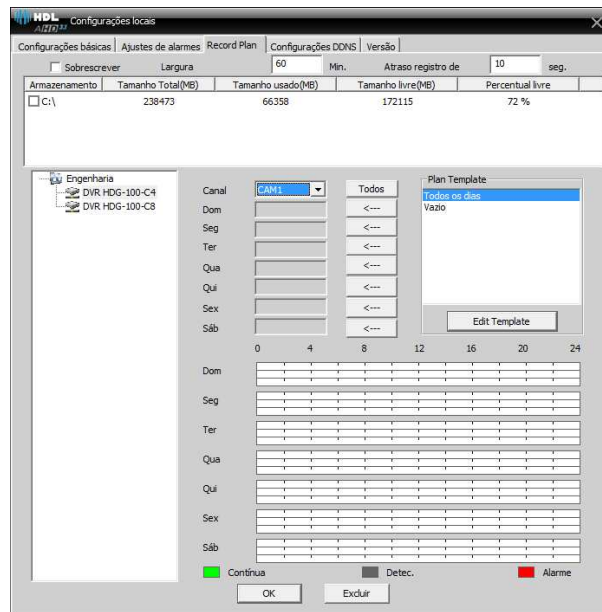 HDL Configurações locais
AHD 3.3
Configurações básicas Ajustes de alarmes Record Plan Configurações DDNS Versão
Sobrescrever Largura 60 Min. Atraso registro de 10 seg.
Armazenamento Tamanho Total(MB) Tamanho usado(MB) Tamanho livre(MB) Percentual livre
C:\ 238473 66358 172115 72 %
Engenharia
DVR HDG-100-C4
DVR HDG-100-C8
Canal CAM1 Todos
Dom <---
Seg <---
Ter <---
Qua <---
Qui <---
Sex <---
Sáb <---
Plan Template
Todos os dias
Vazio
Edit Template
0 4 8 12 16 20 24
Dom
Seg
Ter
Qua
Qui
Sex
Sáb
Contínua Detec. Alarme
OK Excluir